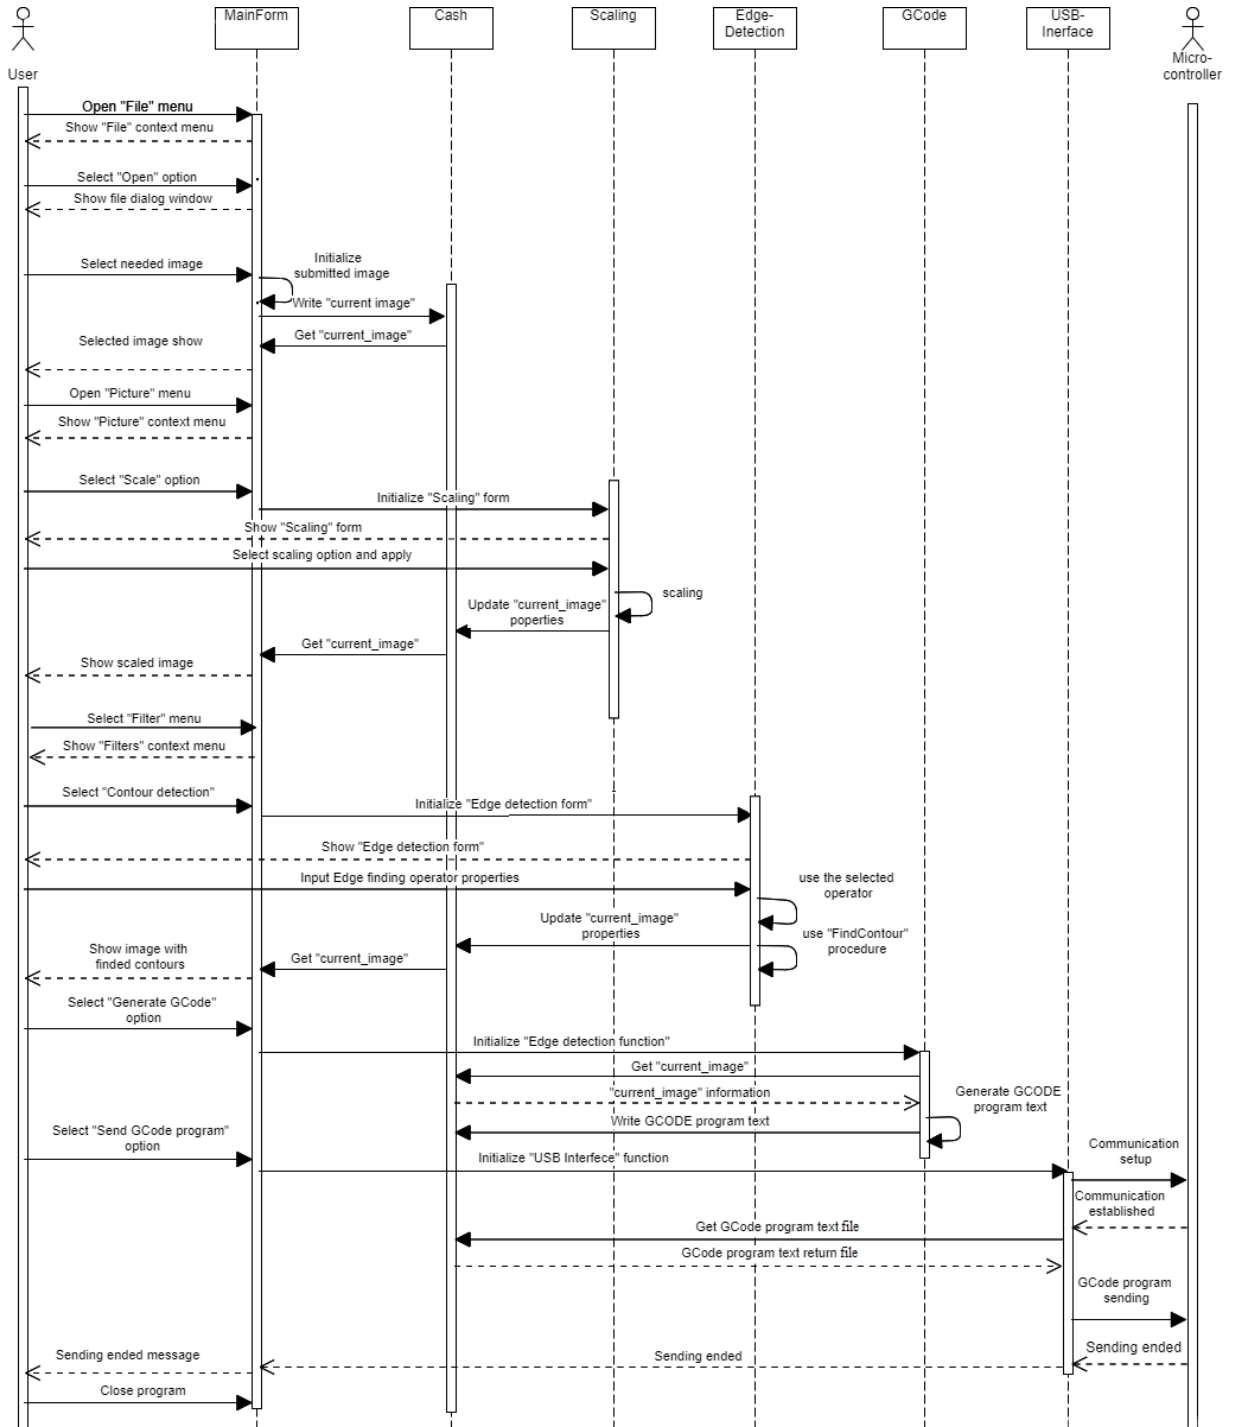 MainForm
Cash
Scaling
Edge-
Detection
GCode
USB-
Inerface
User
Micro-
controller
Open "File" menu
Show "File" context menu
Select "Open" option
Show file dialog window
Select needed image
Initialize
submitted image
Write "current image"
Get "current_image"
Selected image show
Open "Picture" menu
Show "Picture" context menu
Select "Scale" option
Initialize "Scaling" form
Show "Scaling" form
Select scaling option and apply
scaling
Update "current_image"
poperties
Get "current_image"
Show scaled image
Select "Filter" menu
Show "Filters" context menu
Select "Contour detection"
Initialize "Edge detection form"
Show "Edge detection form"
Input Edge finding operator properties
use the selected
operator
Update "current_image"
properties
use "FindContour"
procedure
Show image with
finded contours
Get "current_image"
Select "Generate GCode"
option
Initialize "Edge detection function"
Get "current_image"
"current_image" information
Generate GCODE
program text
Write GCODE program text
Select "Send GCode program"
option
Initialize "USB Interfece" function
Communication
setup
Communication
established
Get GCode program text file
GCode program text return file
GCode program
sending
Sending ended
Sending ended
Sending ended message
Close program